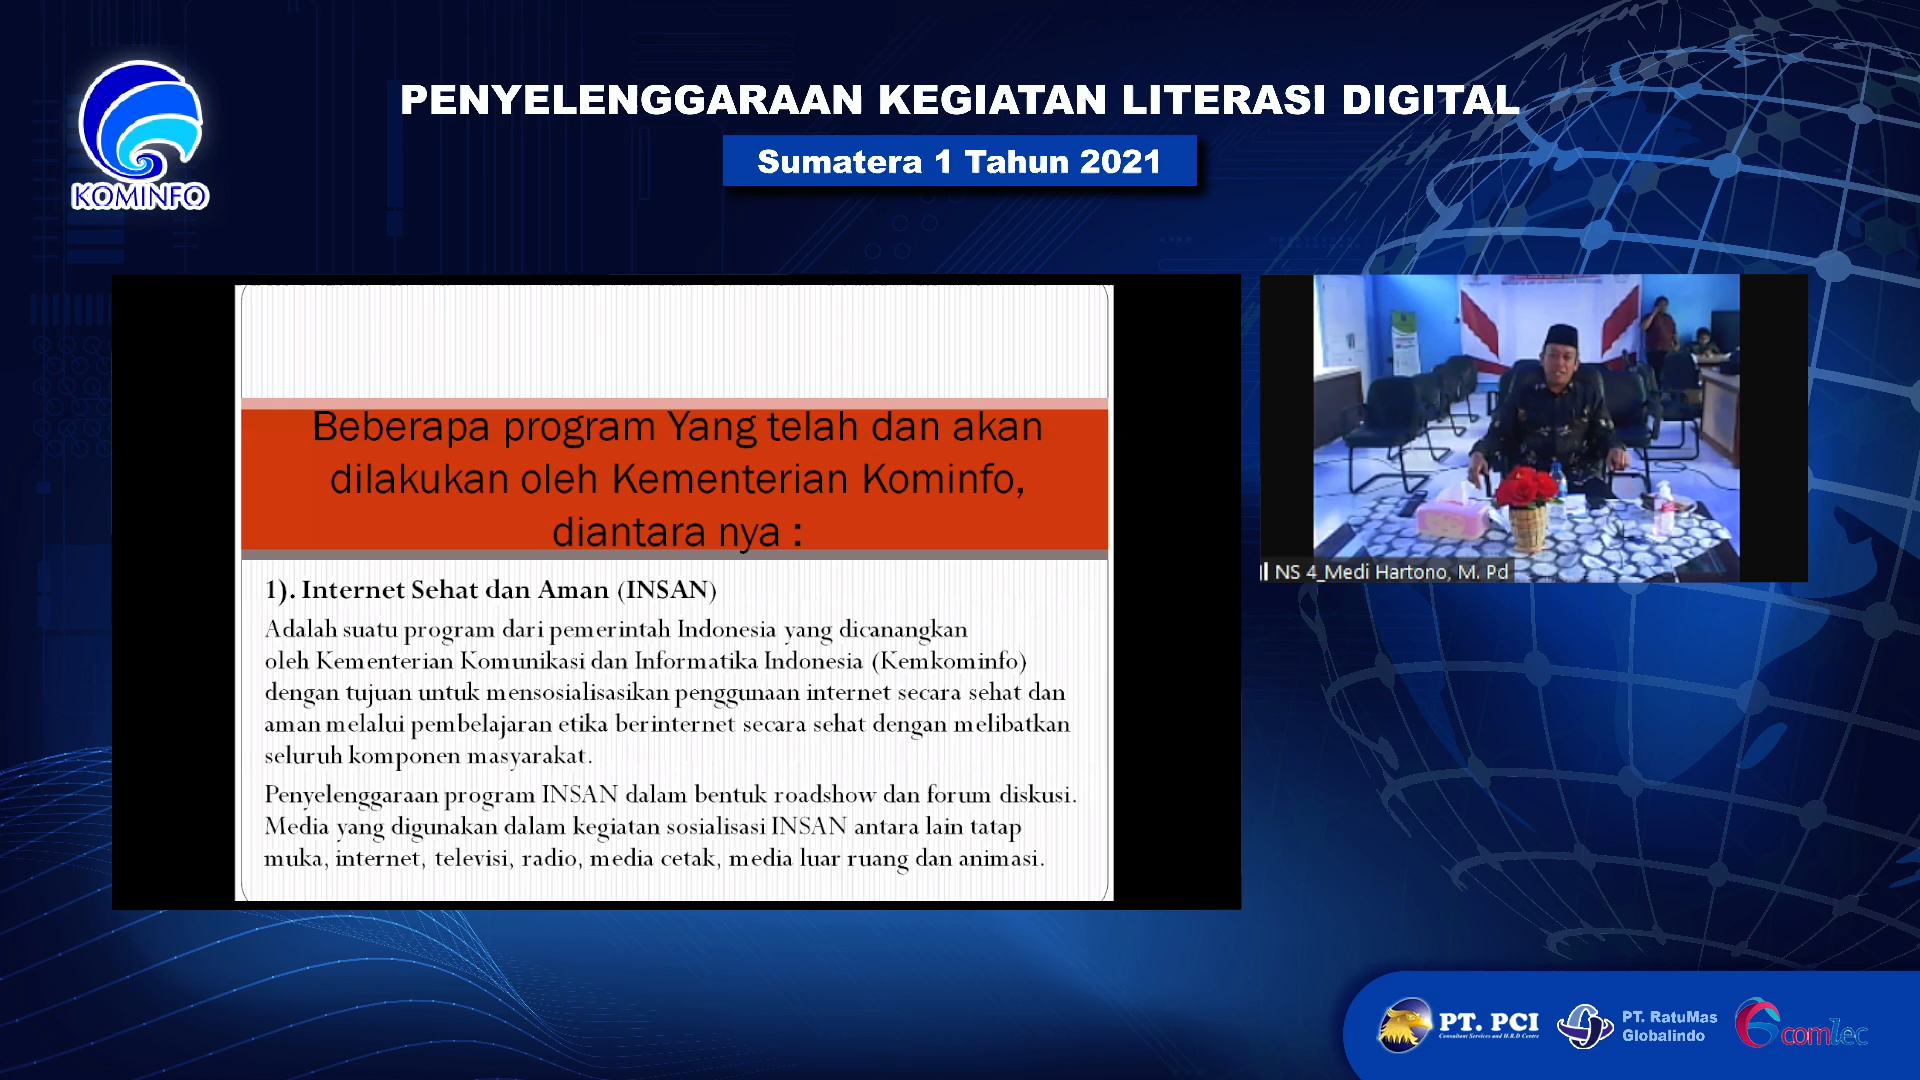 KOMINFO
PENYELENGGARAAN KEGIATAN LITERASI DIGITAL
Sumatera 1 Tahun 2021
Beberapa program Yang telah dan akan
dilakukan oleh Kementerian Kominfo,
diantara nya :
1). Internet Sehat dan Aman (INSAN)
Adalah suatu program dari pemerintah Indonesia yang dicanangkan
oleh Kementerian Komunikasi dan Informatika Indonesia (Kemkominfo)
dengan tujuan untuk mensosialisasikan penggunaan internet secara sehat dan
aman melalui pembelajaran etika berinternet secara sehat dengan melibatkan
seluruh komponen masyarakat.
Penyelenggaraan program INSAN dalam bentuk roadshow dan forum diskusi.
Media yang digunakan dalam kegiatan sosialisasi INSAN antara lain tatap
muka, internet, televisi, radio, media cetak, media luar ruang dan animasi.
NS 4_Medi Hartono, M. Pd
PT. PCI
Consultant Services and H.R.D Centre
PT. RatuMas
Globalindo
comtec